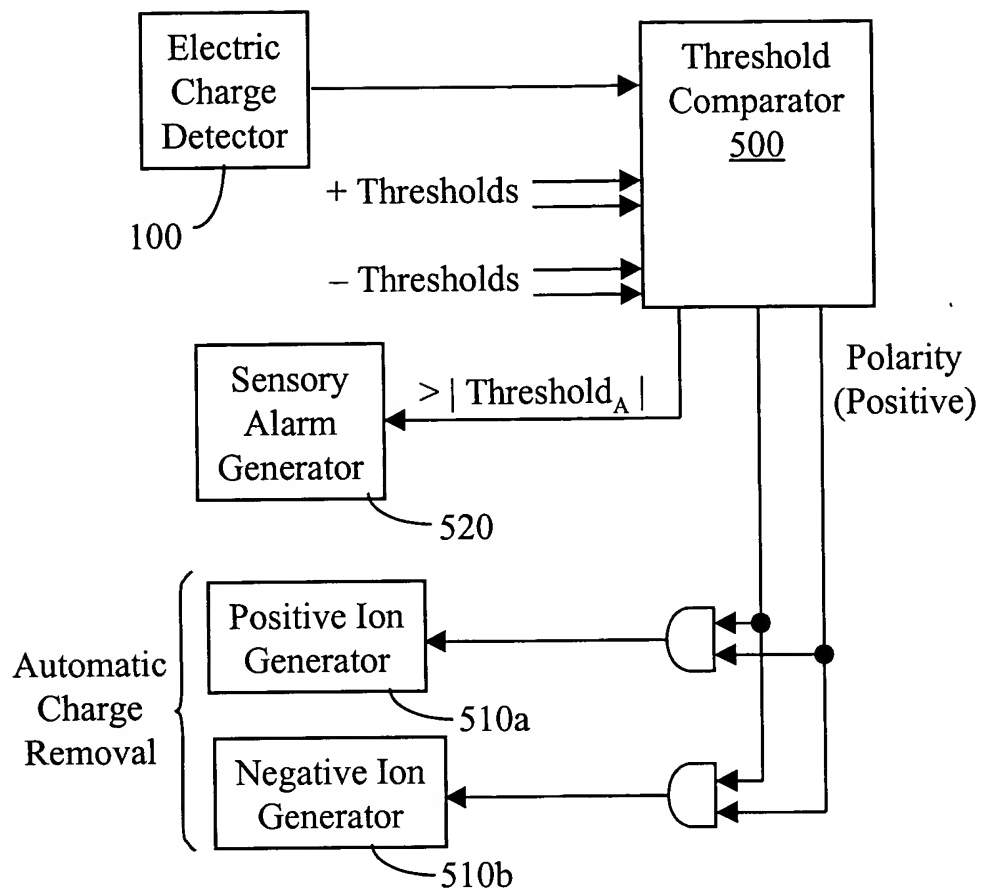 Electric
Charge
Detector
100
Threshold
Comparator
500
+ Thresholds
– Thresholds
Sensory
Alarm
Generator
520
> | Threshold_A |
Polarity
(Positive)
Automatic
Charge
Removal
Positive Ion
Generator
510a
Negative Ion
Generator
510b